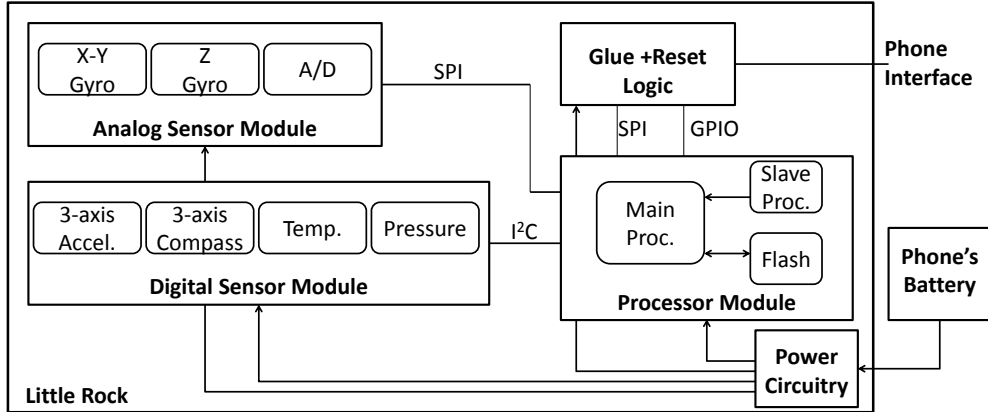 X-Y
Gyro
Z
Gyro
A/D
Analog Sensor Module
SPI
Glue +Reset
Logic
Phone
Interface
SPI
GPIO
3-axis
Accel.
3-axis
Compass
Temp.
Pressure
Digital Sensor Module
I²C
Main
Proc.
Slave
Proc.
Flash
Processor Module
Phone's
Battery
Power
Circuitry
Little Rock